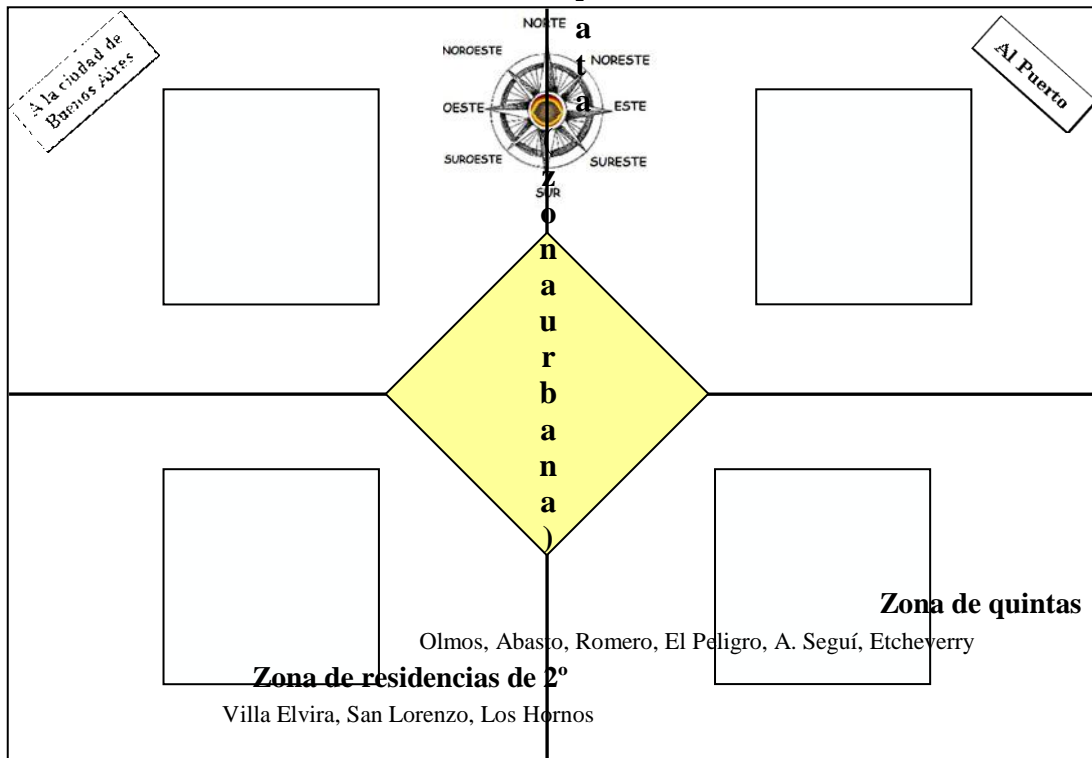 A la ciudad de
Buenos Aires
NORTE
NOROESTE
NORESTE
OESTE
ESTE
SUROESTE
SURESTE
SUR
Al Puerto
a
t
a
z
o
n
a
u
r
b
a
n
a
)
Zona de quintas
Olmos, Abasto, Romero, El Peligro, A. Seguí, Etcheverry
Zona de residencias de 2º
Villa Elvira, San Lorenzo, Los Hornos